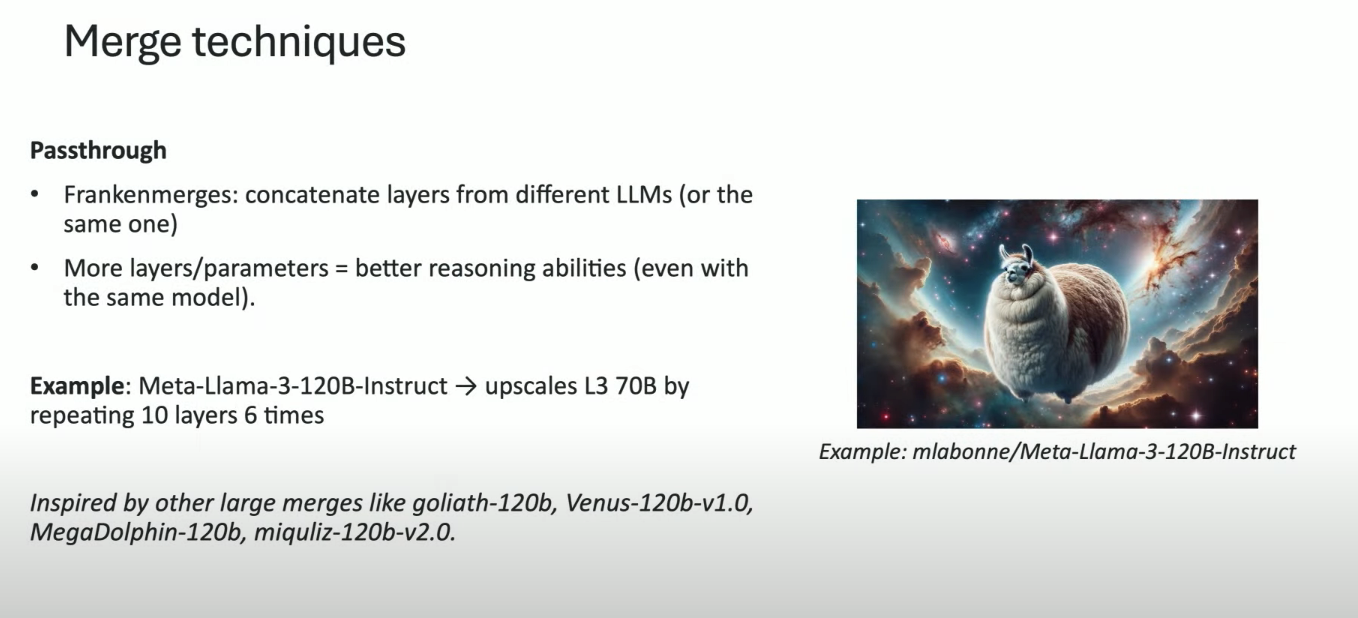 Merge techniques
Passthrough
• Frankenmerges: concatenate layers from different LLMs (or the
same one)
• More layers/parameters = better reasoning abilities (even with
the same model).
Example: Meta-Llama-3-120B-Instruct → upscales L3 70B by
repeating 10 layers 6 times
Example: mlabonne/Meta-Llama-3-120B-Instruct
Inspired by other large merges like goliath-120b, Venus-120b-v1.0,
MegaDolphin-120b, miquliz-120b-v2.0.